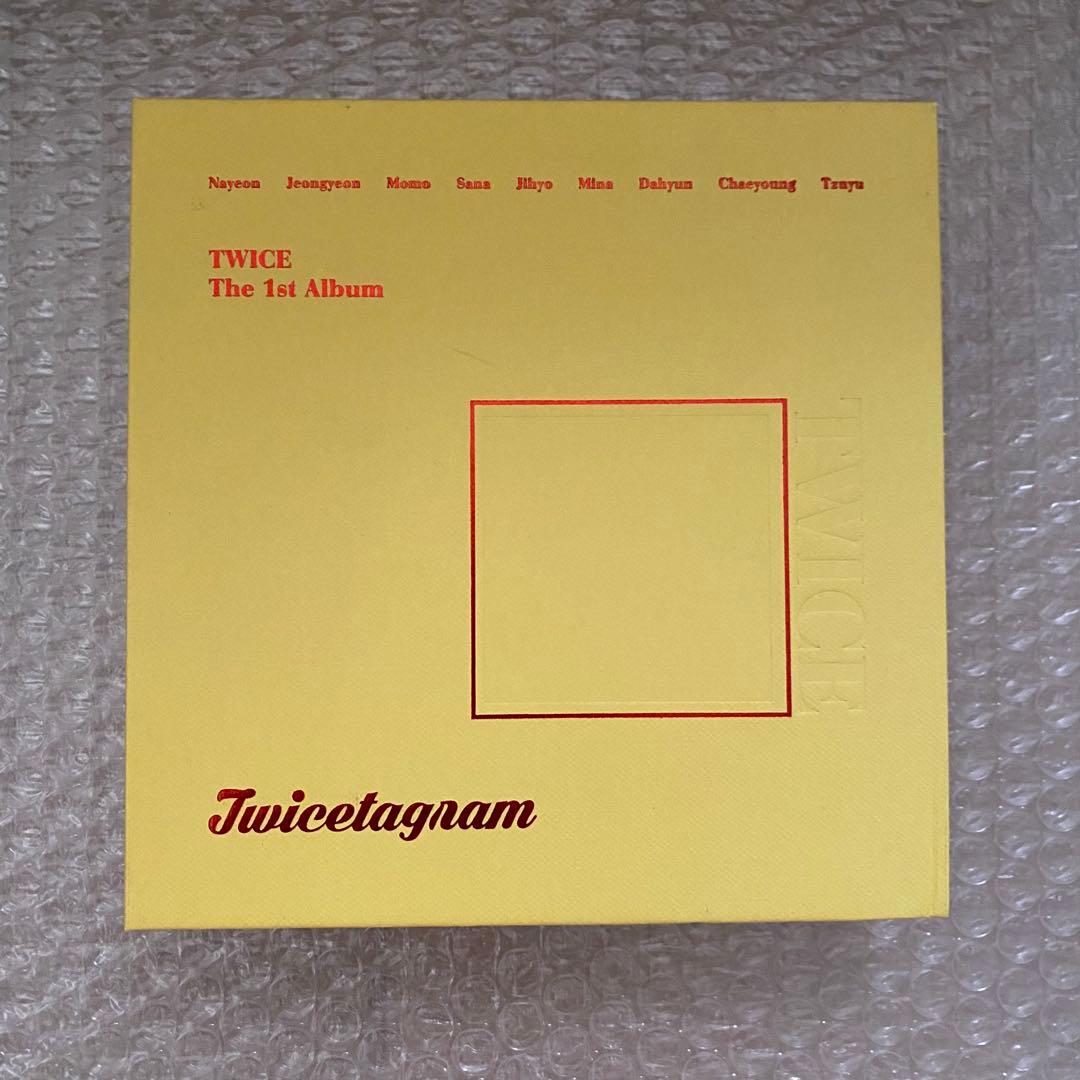 Nayeon Jeongyeon Momo Sana Jihyo Mina Dahyun Chaeyoung Tzuyu
TWICE
The 1st Album
TWICE
Twicetagram